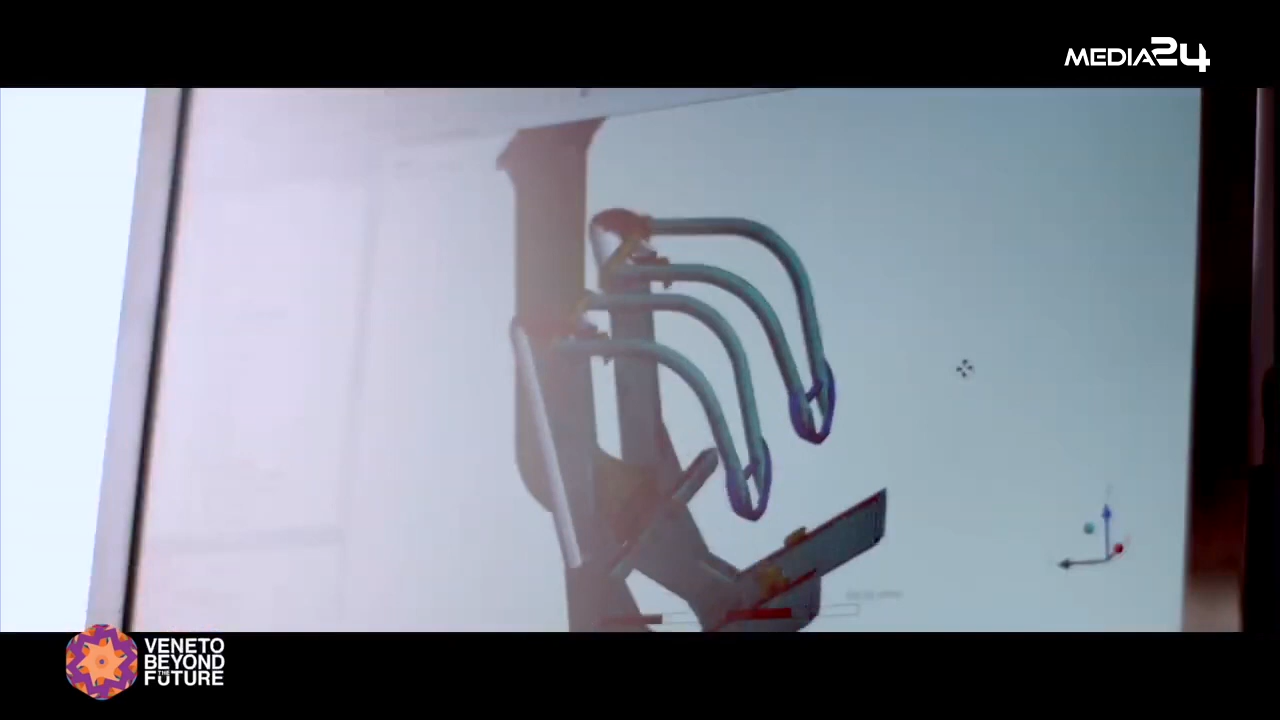 MEDIA24
VENETO
BEYOND
THE
FUTURE